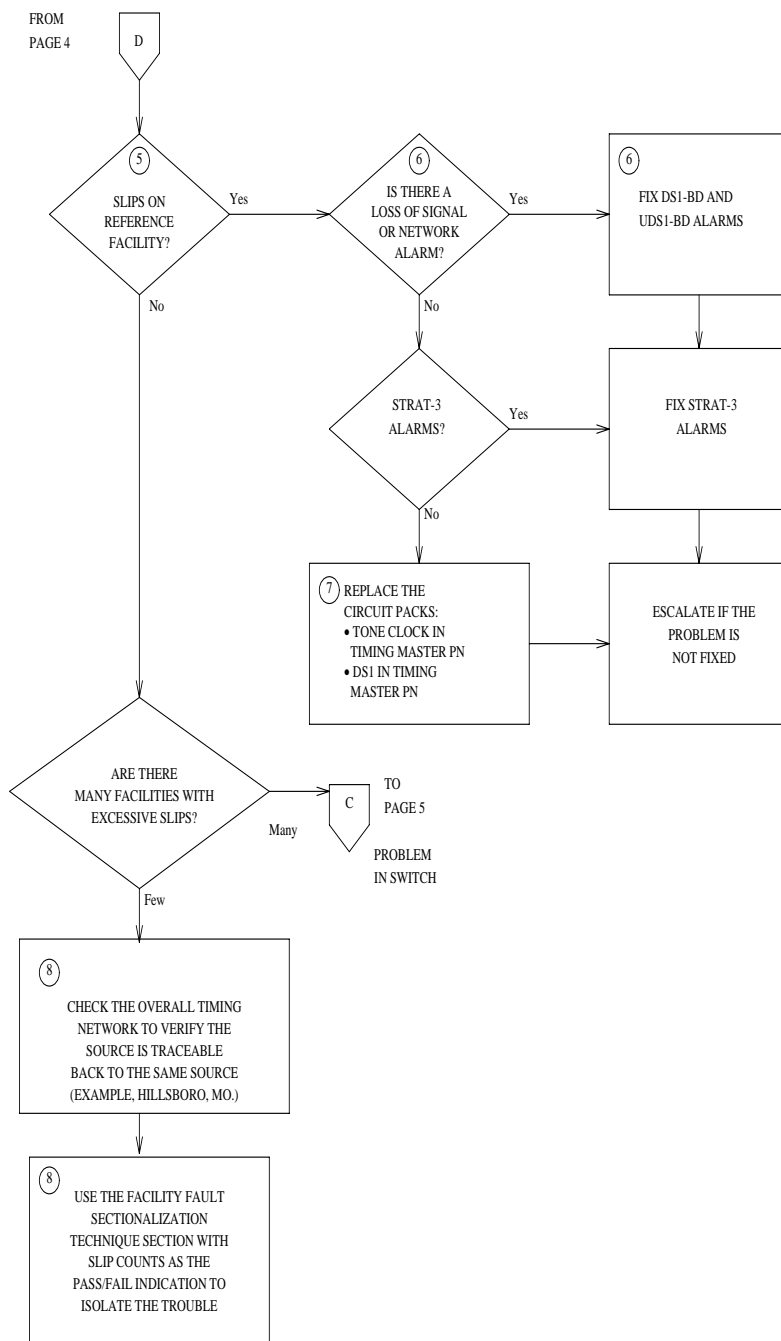 FROM
PAGE 4
D
5
SLIPS ON
REFERENCE
FACILITY?
Yes
No
6
IS THERE A
LOSS OF SIGNAL
OR NETWORK
ALARM?
Yes
No
6
FIX DS1-BD AND
UDS1-BD ALARMS
STRAT-3
ALARMS?
Yes
No
FIX STRAT-3
ALARMS
7
REPLACE THE
CIRCUIT PACKS:
• TONE CLOCK IN
TIMING MASTER PN
• DS1 IN TIMING
MASTER PN
ESCALATE IF THE
PROBLEM IS
NOT FIXED
ARE THERE
MANY FACILITIES WITH
EXCESSIVE SLIPS?
Many
Few
C
TO
PAGE 5
PROBLEM
IN SWITCH
8
CHECK THE OVERALL TIMING
NETWORK TO VERIFY THE
SOURCE IS TRACEABLE
BACK TO THE SAME SOURCE
(EXAMPLE, HILLSBORO, MO.)
8
USE THE FACILITY FAULT
SECTIONALIZATION
TECHNIQUE SECTION WITH
SLIP COUNTS AS THE
PASS/FAIL INDICATION TO
ISOLATE THE TROUBLE